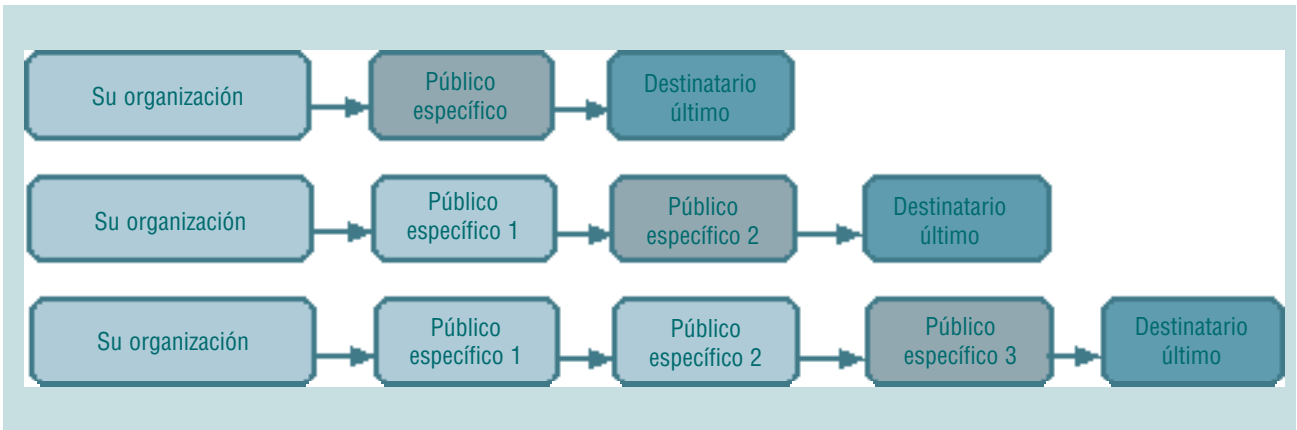 Su organización
Público
específico
Destinatario
último
Su organización
Público
específico 1
Público
específico 2
Destinatario
último
Su organización
Público
específico 1
Público
específico 2
Público
específico 3
Destinatario
último